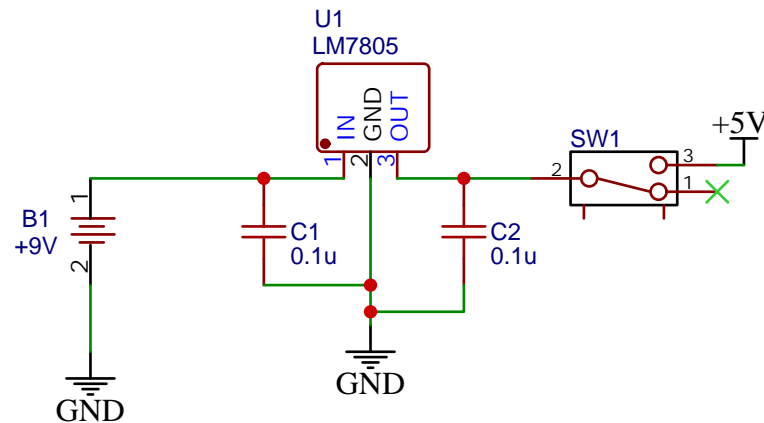 U1
LM7805
IN
GND
OUT
1
2
3
+5V
SW1
2
3
1
B1
+9V
1
2
C1
0.1u
C2
0.1u
GND
GND